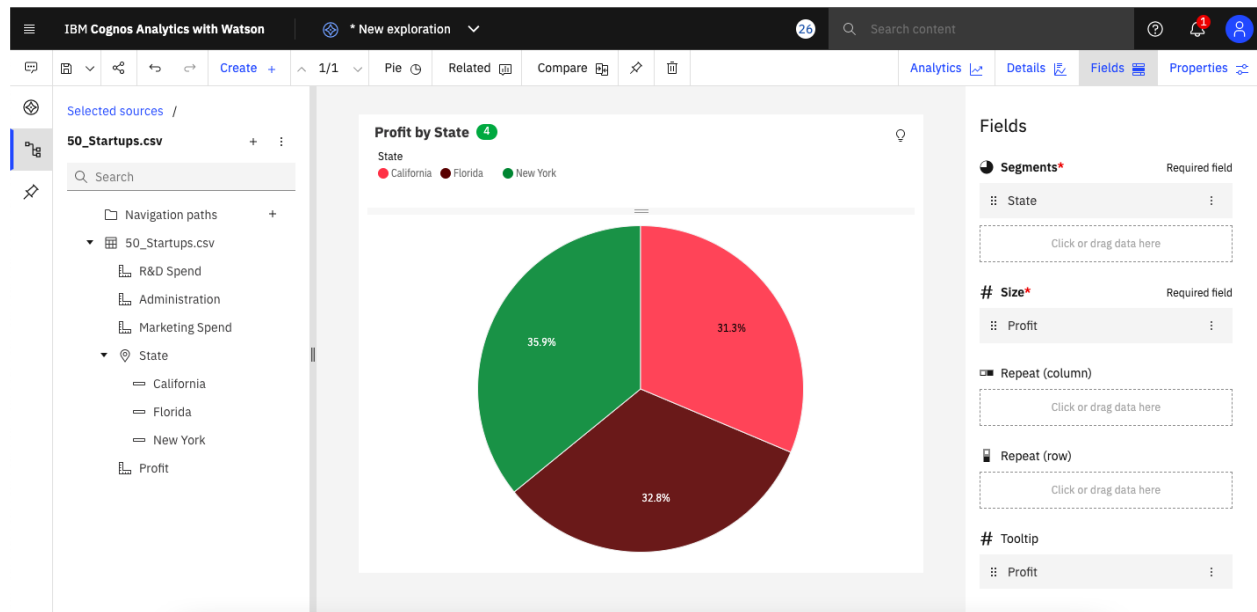 IBM Cognos Analytics with Watson
* New exploration
26
Search content
1
Create +
1/1
Pie
Related
Compare
Analytics
Details
Fields
Properties
Selected sources /
50_Startups.csv
Search
Navigation paths +
50_Startups.csv
R&D Spend
Administration
Marketing Spend
State
California
Florida
New York
Profit
Profit by State 4
State
California Florida New York
31.3%
35.9%
32.8%
Fields
Segments* Required field
State
Click or drag data here
# Size* Required field
Profit
Repeat (column)
Click or drag data here
Repeat (row)
Click or drag data here
# Tooltip
Profit